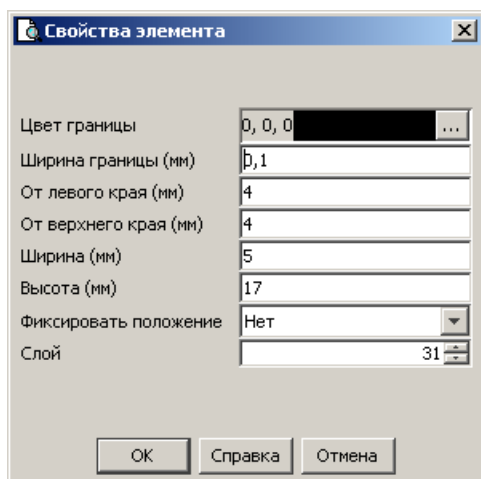 Свойства элемента
Цвет границы 0, 0, 0 ...
Ширина границы (мм) 0,1
От левого края (мм) 4
От верхнего края (мм) 4
Ширина (мм) 5
Высота (мм) 17
Фиксировать положение Нет
Слой 31
ОК Справка Отмена